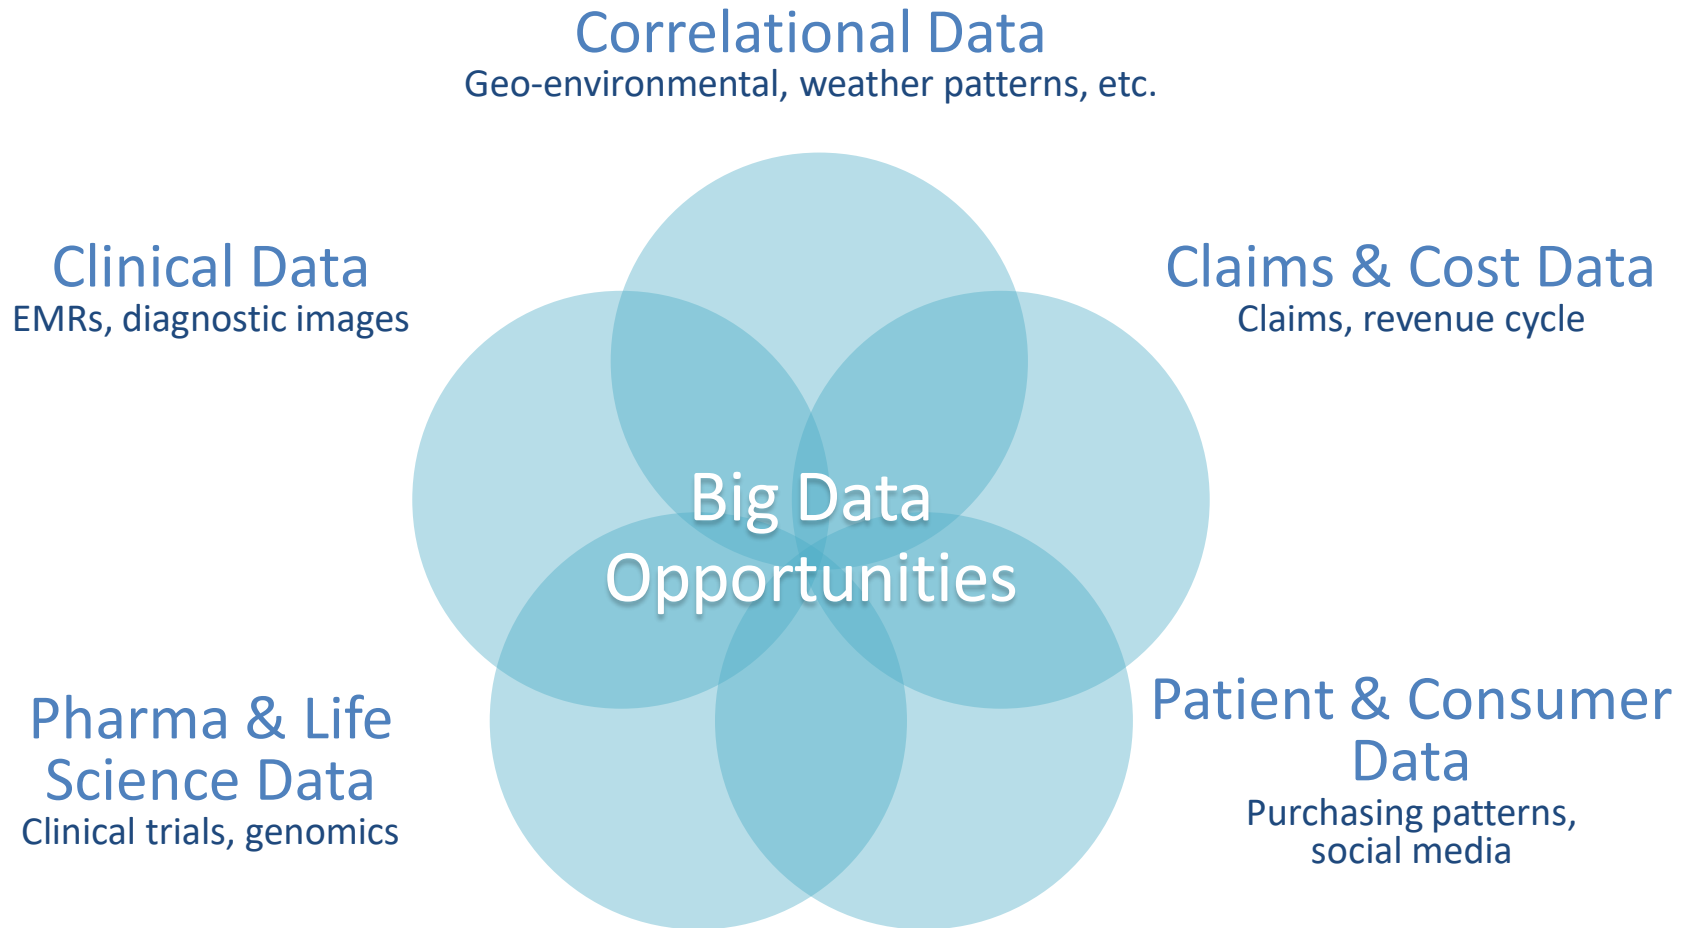 Correlational Data
Geo-environmental, weather patterns, etc.
Clinical Data
EMRs, diagnostic images
Claims & Cost Data
Claims, revenue cycle
Big Data
Opportunities
Pharma & Life
Science Data
Clinical trials, genomics
Patient & Consumer
Data
Purchasing patterns,
social media